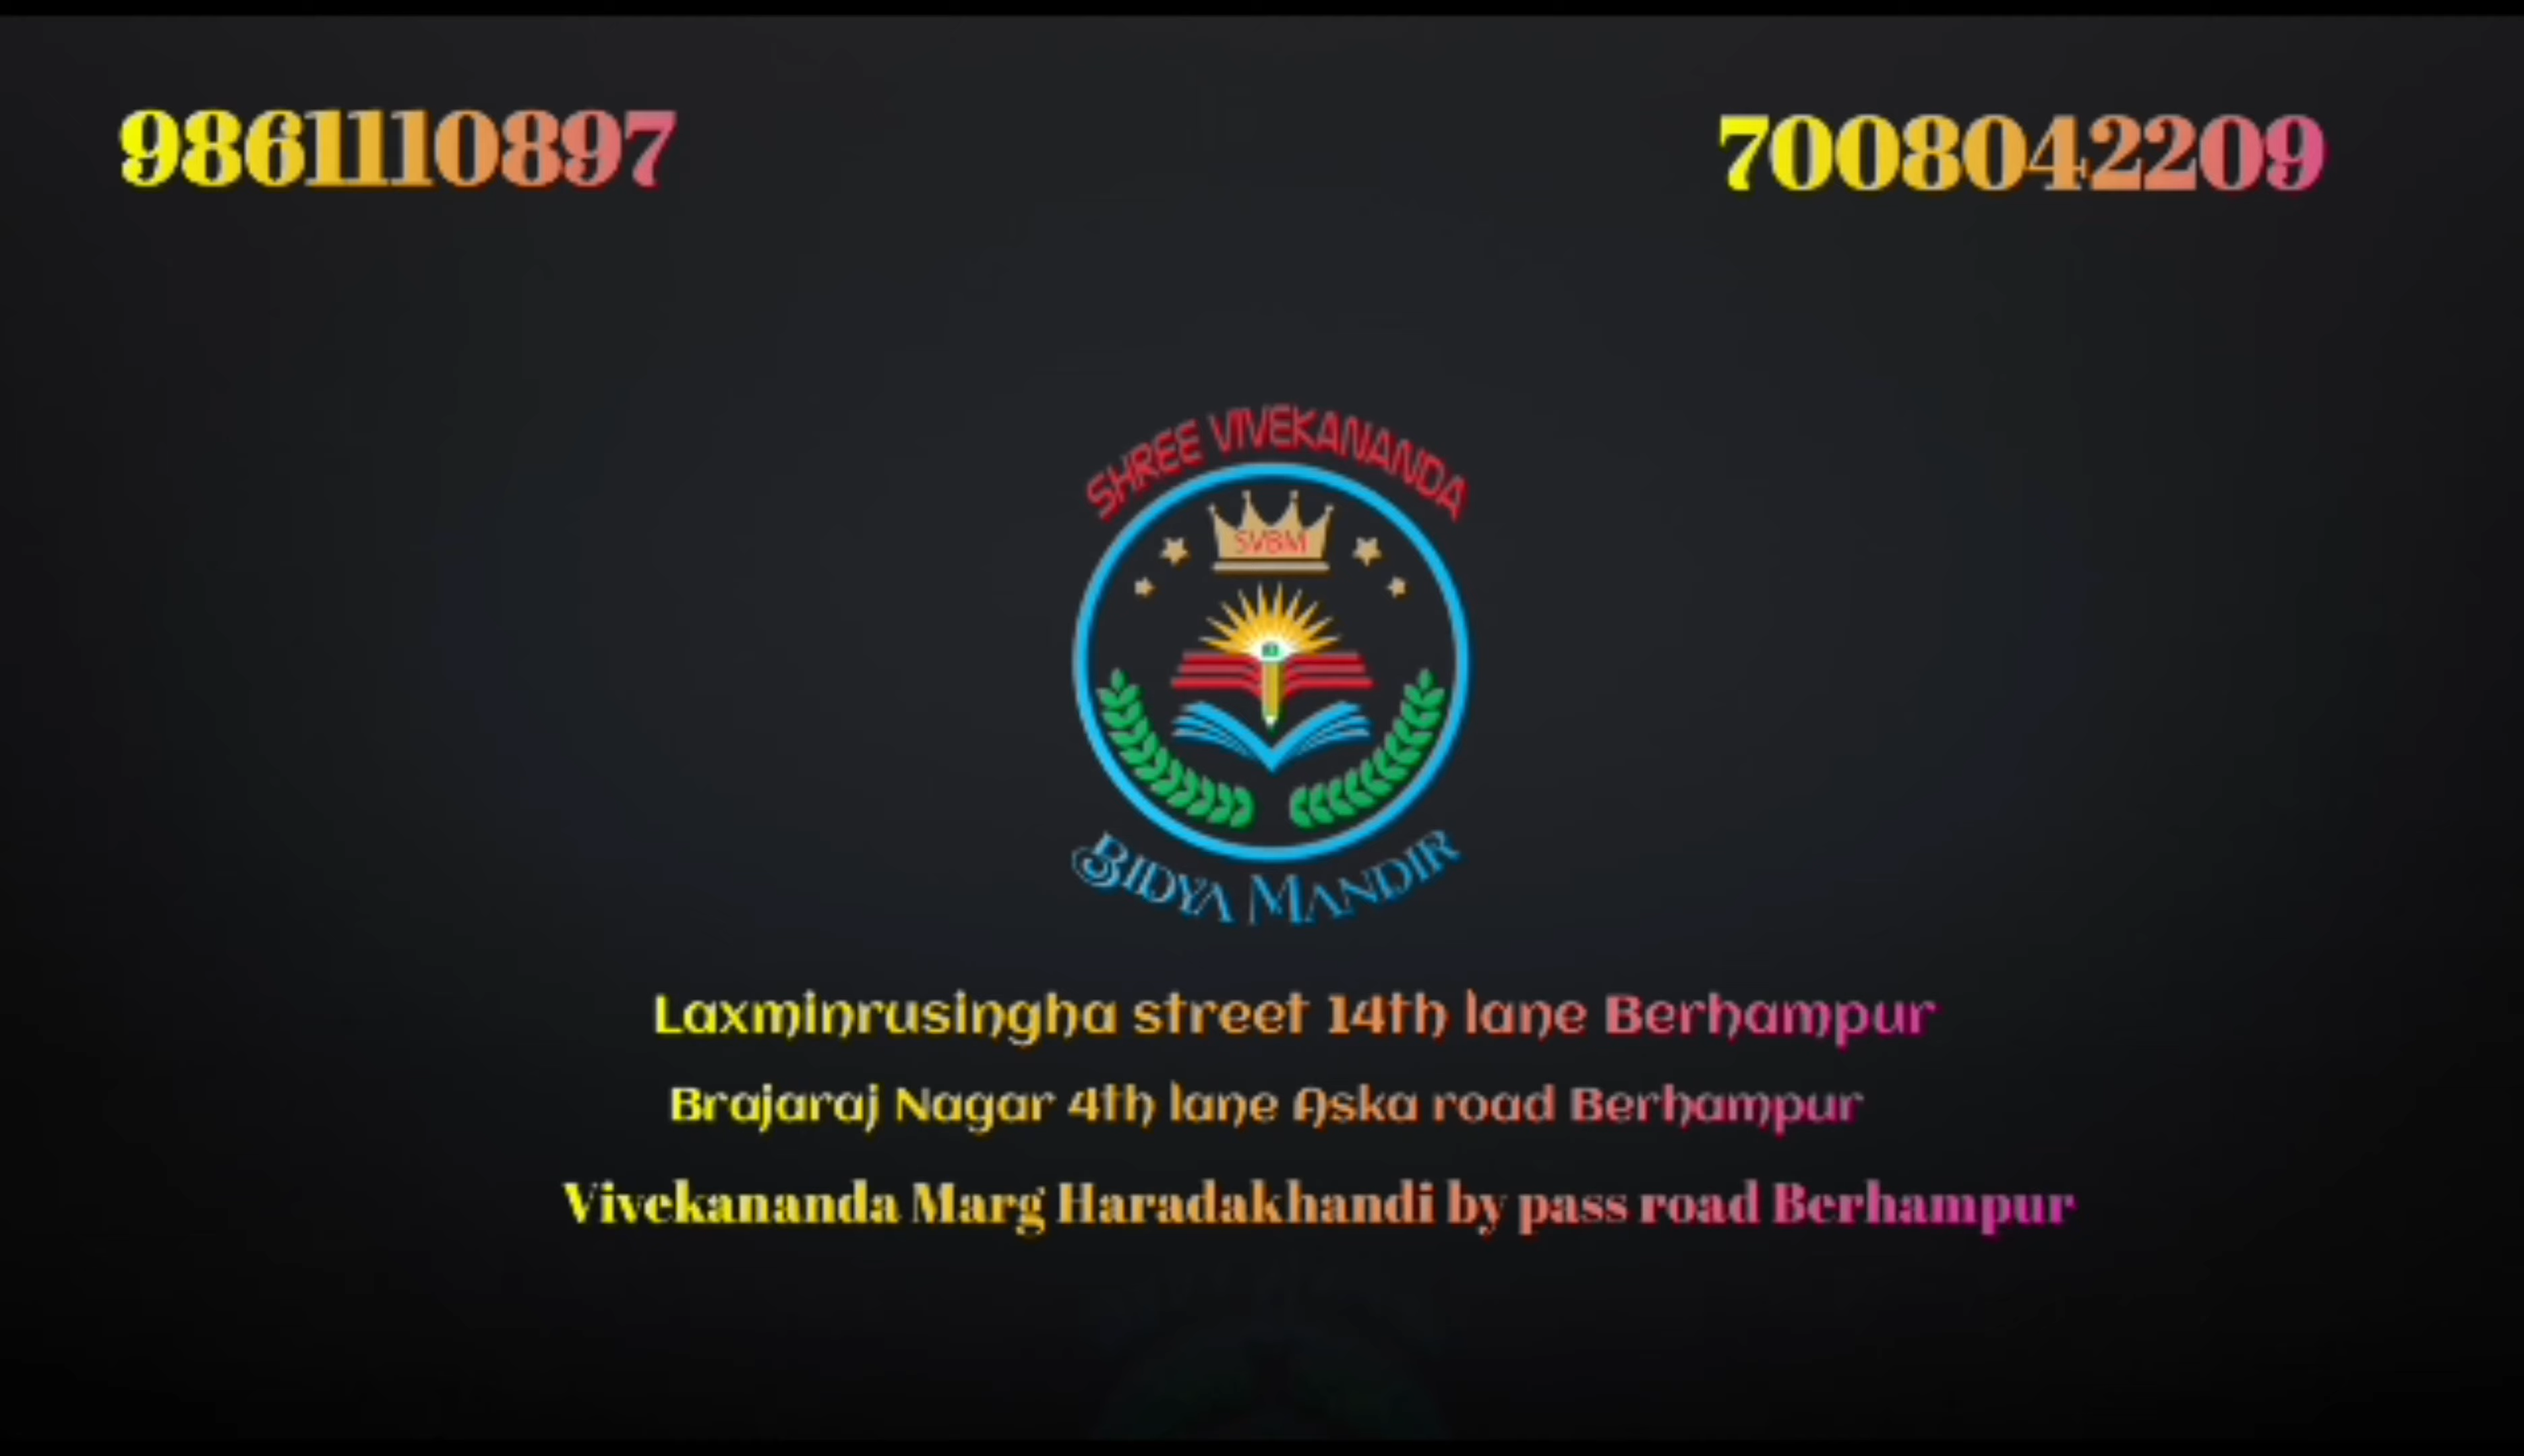 9861110897
7008042209
SHREE VIVEKANANDA
SVBM
BIDYA MANDIR
Laxminrusingha street 14th lane Berhampur
Brajaraj Nagar 4th lane Aska road Berhampur
Vivekananda Marg Haradakhandi by pass road Berhampur